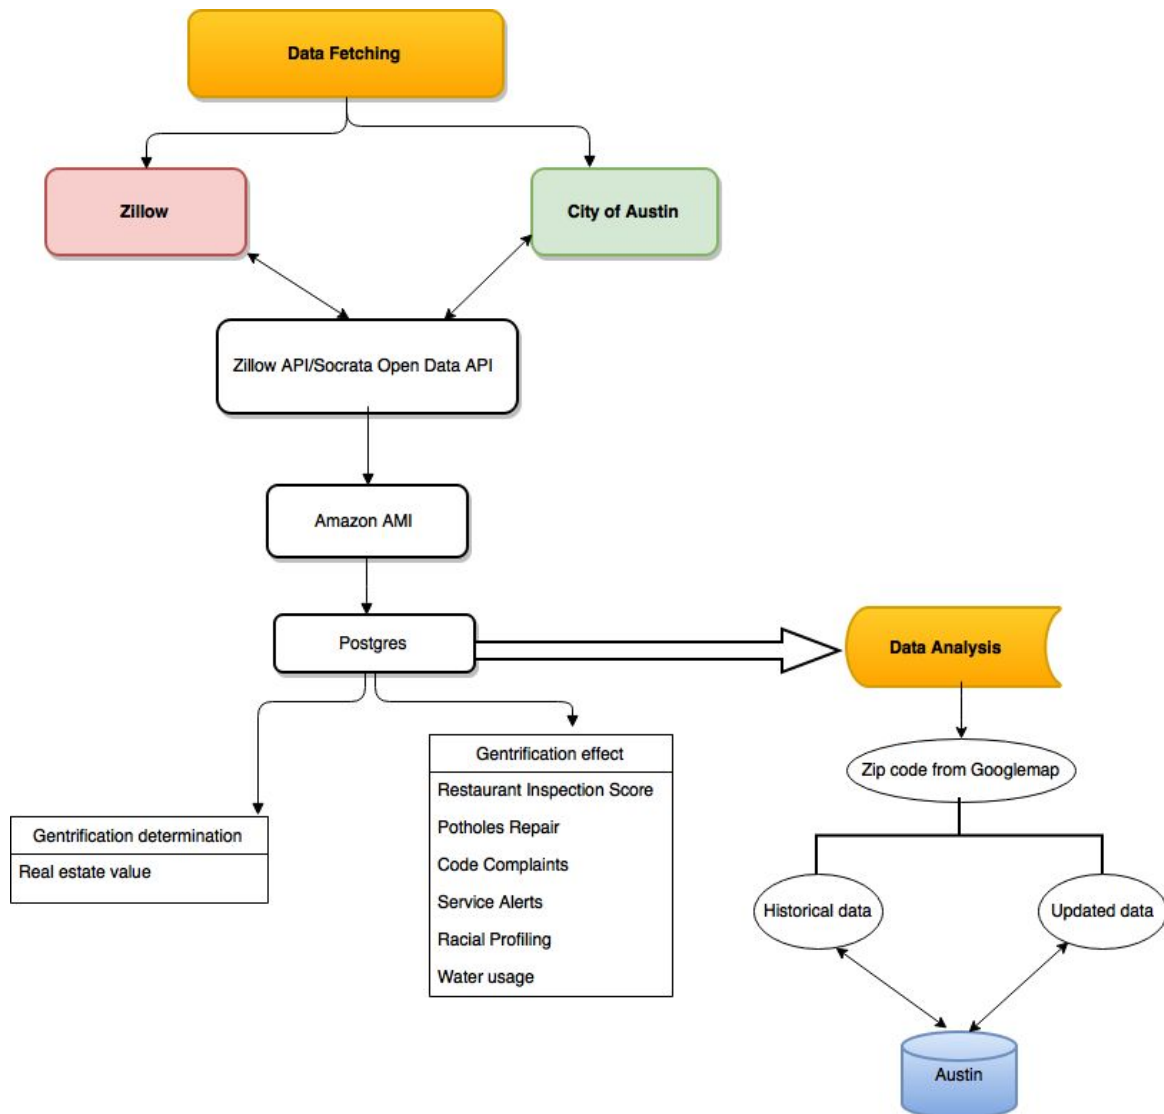 Data Fetching
Zillow
City of Austin
Zillow API/Socrata Open Data API
Amazon AMI
Postgres
Data Analysis
Gentrification effect
Restaurant Inspection Score
Potholes Repair
Code Complaints
Service Alerts
Racial Profiling
Water usage
Gentrification determination
Real estate value
Zip code from Googlemap
Historical data
Updated data
Austin